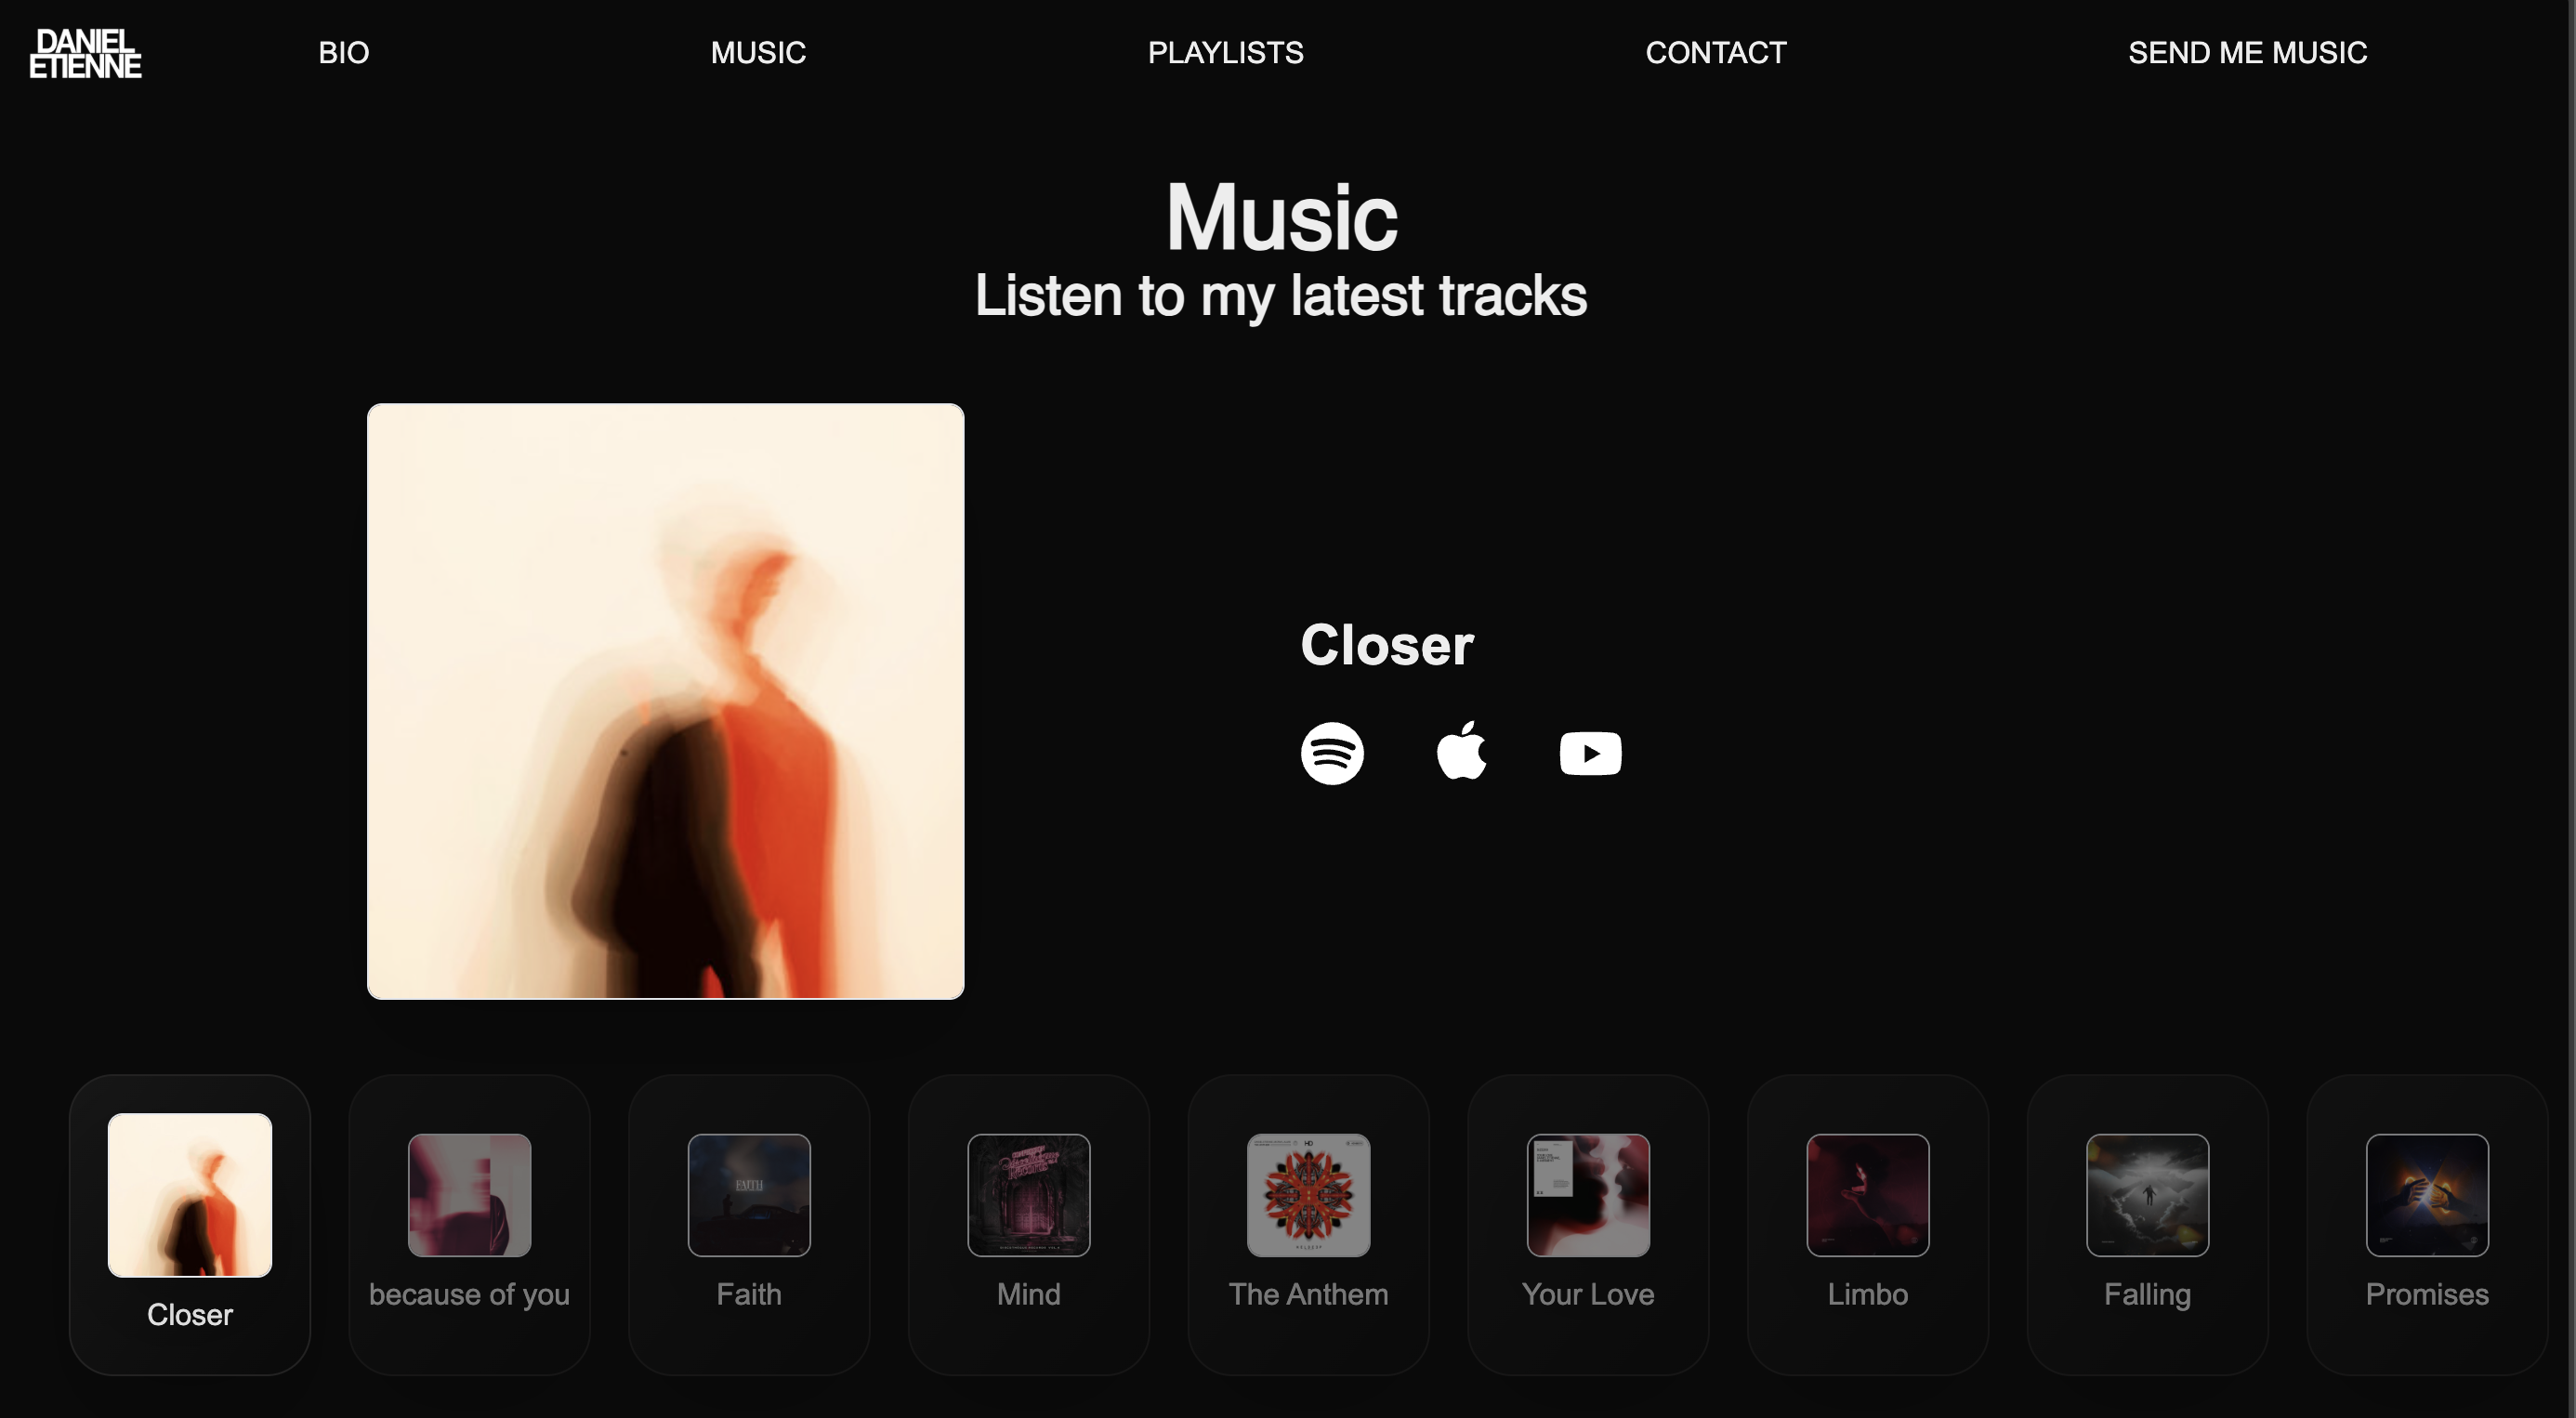 DANIEL
ETIENNE
BIO
MUSIC
PLAYLISTS
CONTACT
SEND ME MUSIC
Music
Listen to my latest tracks
Closer
FAITH
Closer
because of you
Faith
Mind
The Anthem
Your Love
Limbo
Falling
Promises